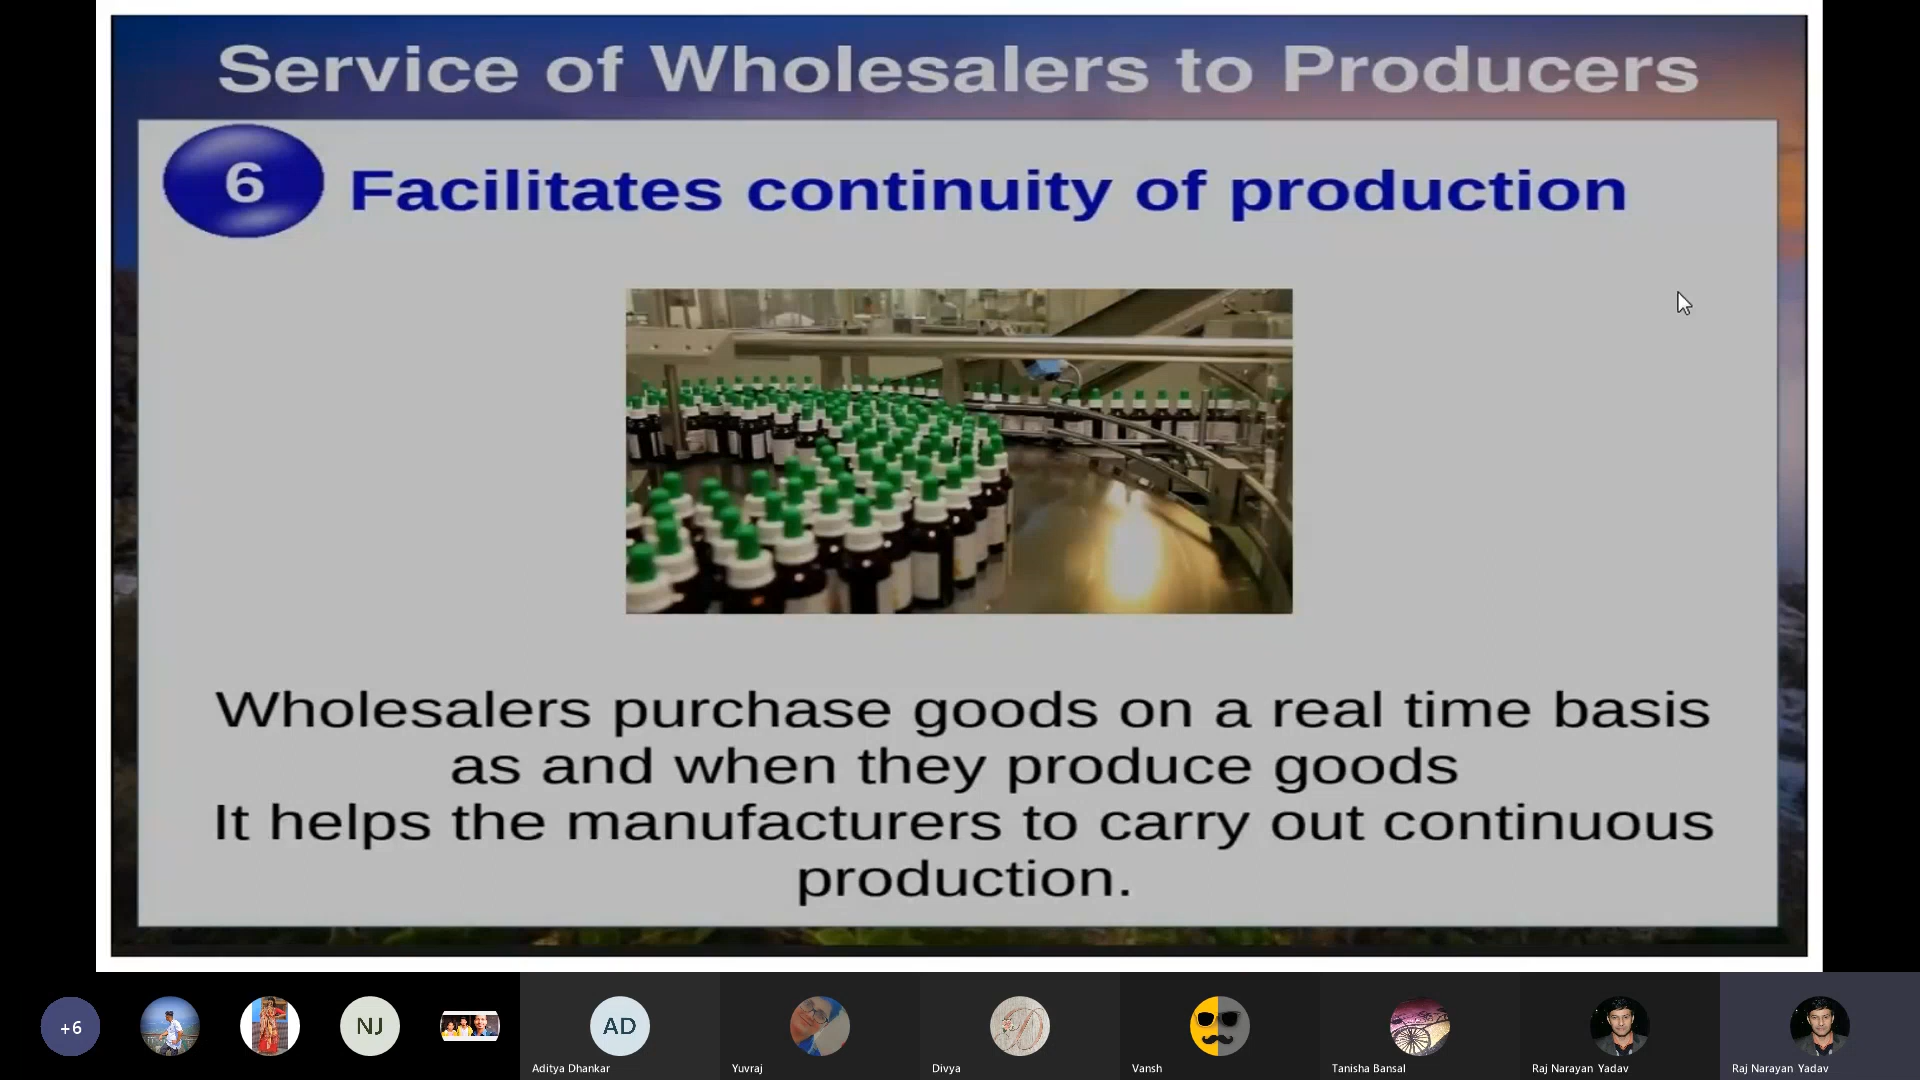 Service of Wholesalers to Producers
6
Facilitates continuity of production
Wholesalers purchase goods on a real time basis
as and when they produce goods
It helps the manufacturers to carry out continuous
production.
+6
NJ
AD
Aditya Dhankar
Yuvraj
Divya
Vansh
Tanisha Bansal
Raj Narayan Yadav
Raj Narayan Yadav